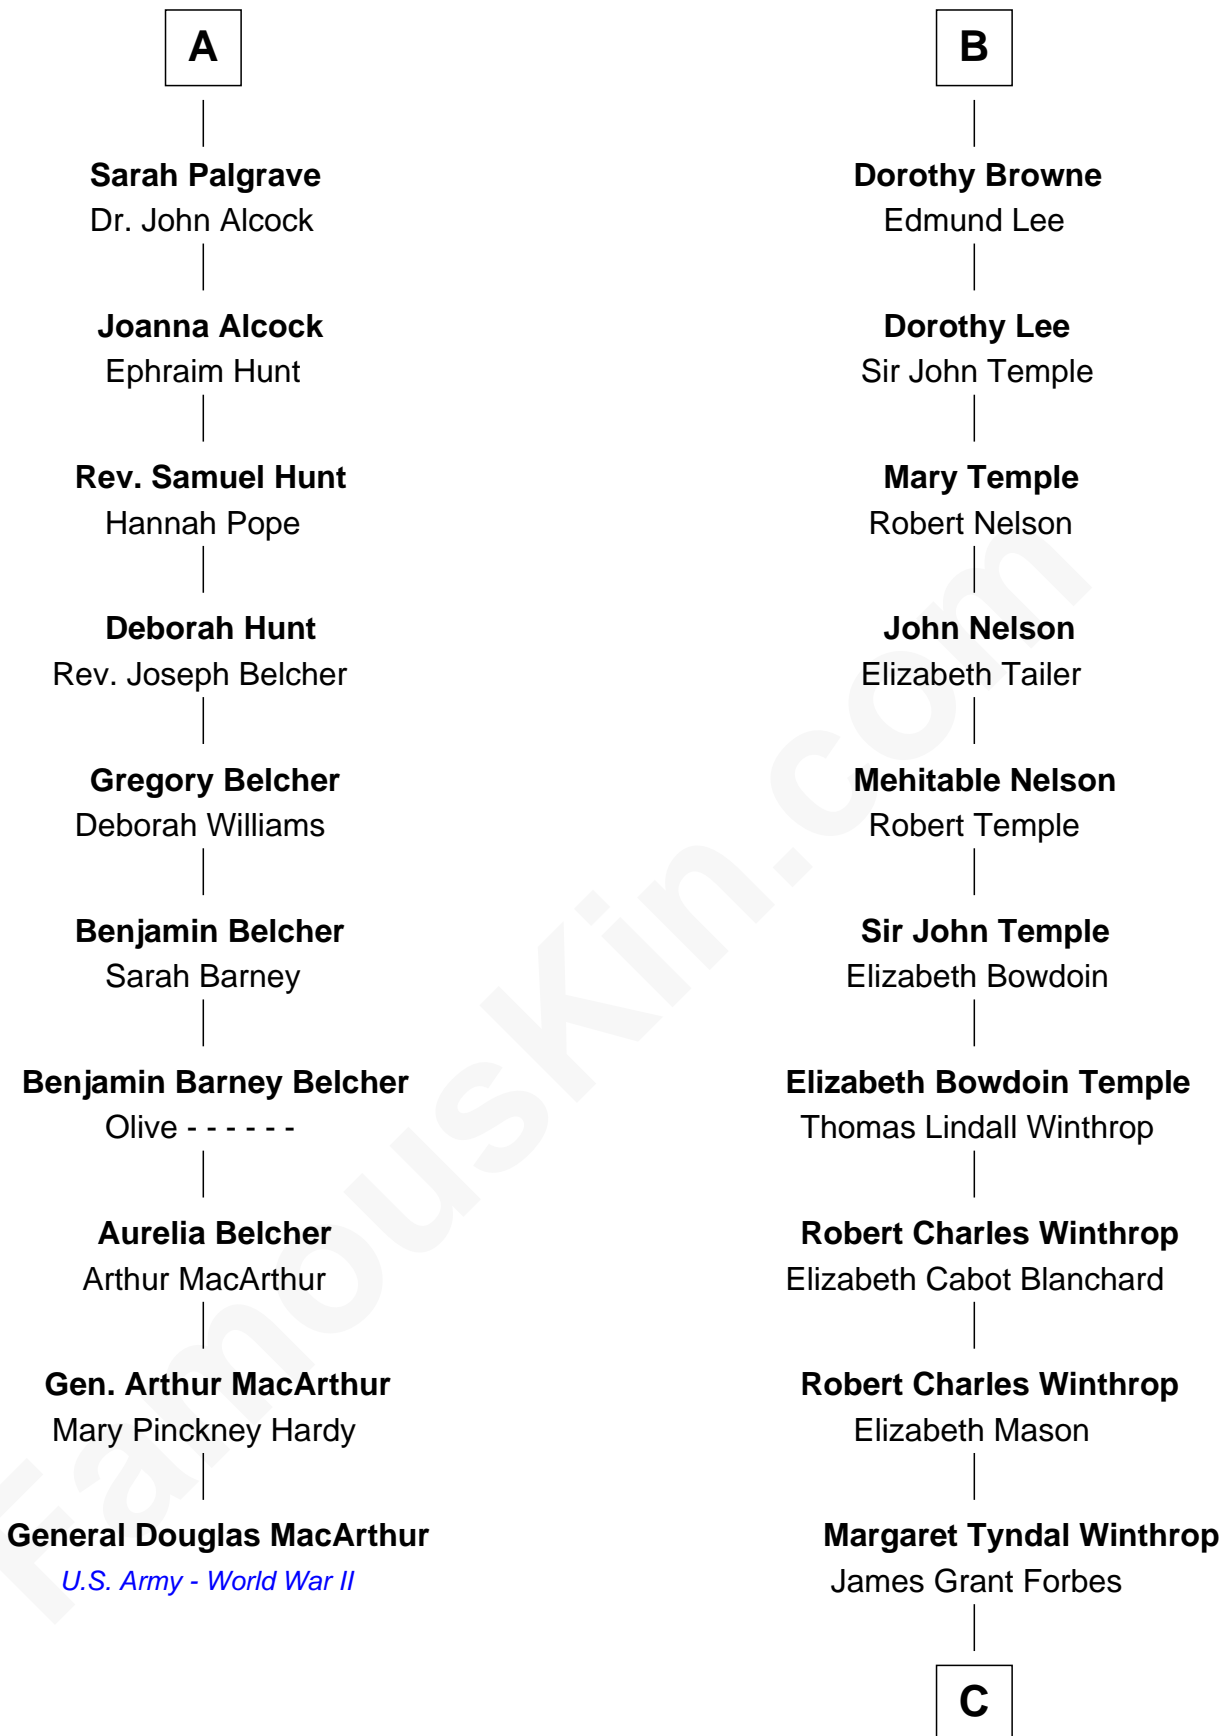 A
Sarah Palgrave
Dr. John Alcock
Joanna Alcock
Ephraim Hunt
Rev. Samuel Hunt
Hannah Pope
Deborah Hunt
Rev. Joseph Belcher
Gregory Belcher
Deborah Williams
Benjamin Belcher
Sarah Barney
Benjamin Barney Belcher
Olive - - - - - -
Aurelia Belcher
Arthur MacArthur
Gen. Arthur MacArthur
Mary Pinckney Hardy
General Douglas MacArthur
U.S. Army - World War II
B
Dorothy Browne
Edmund Lee
Dorothy Lee
Sir John Temple
Mary Temple
Robert Nelson
John Nelson
Elizabeth Tailer
Mehitable Nelson
Robert Temple
Sir John Temple
Elizabeth Bowdoin
Elizabeth Bowdoin Temple
Thomas Lindall Winthrop
Robert Charles Winthrop
Elizabeth Cabot Blanchard
Robert Charles Winthrop
Elizabeth Mason
Margaret Tyndal Winthrop
James Grant Forbes
C
FamousKin.com